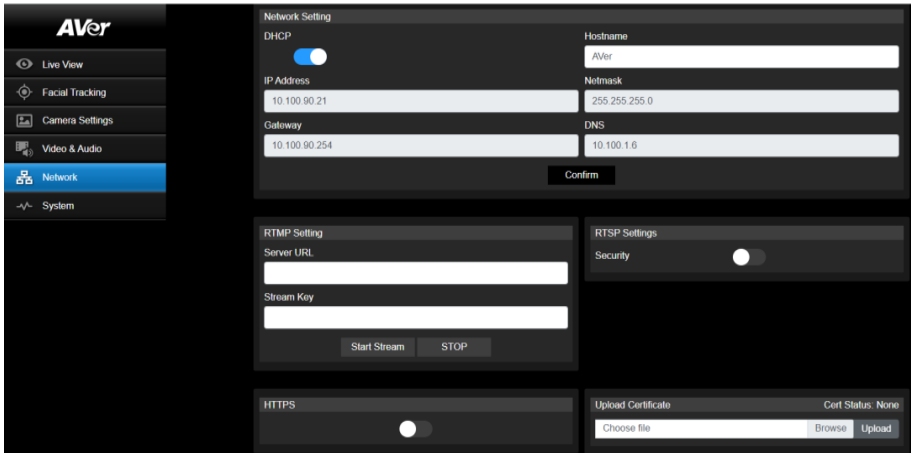 AVer
Live View
Facial Tracking
Camera Settings
Video & Audio
Network
System
Network Setting
DHCP
Hostname
AVer
IP Address
Netmask
10.100.90.21
255.255.255.0
Gateway
DNS
10.100.90.254
10.100.1.6
Confirm
RTMP Setting
Server URL
Stream Key
Start Stream
STOP
RTSP Settings
Security
HTTPS
Upload Certificate
Cert Status: None
Choose file
Browse
Upload